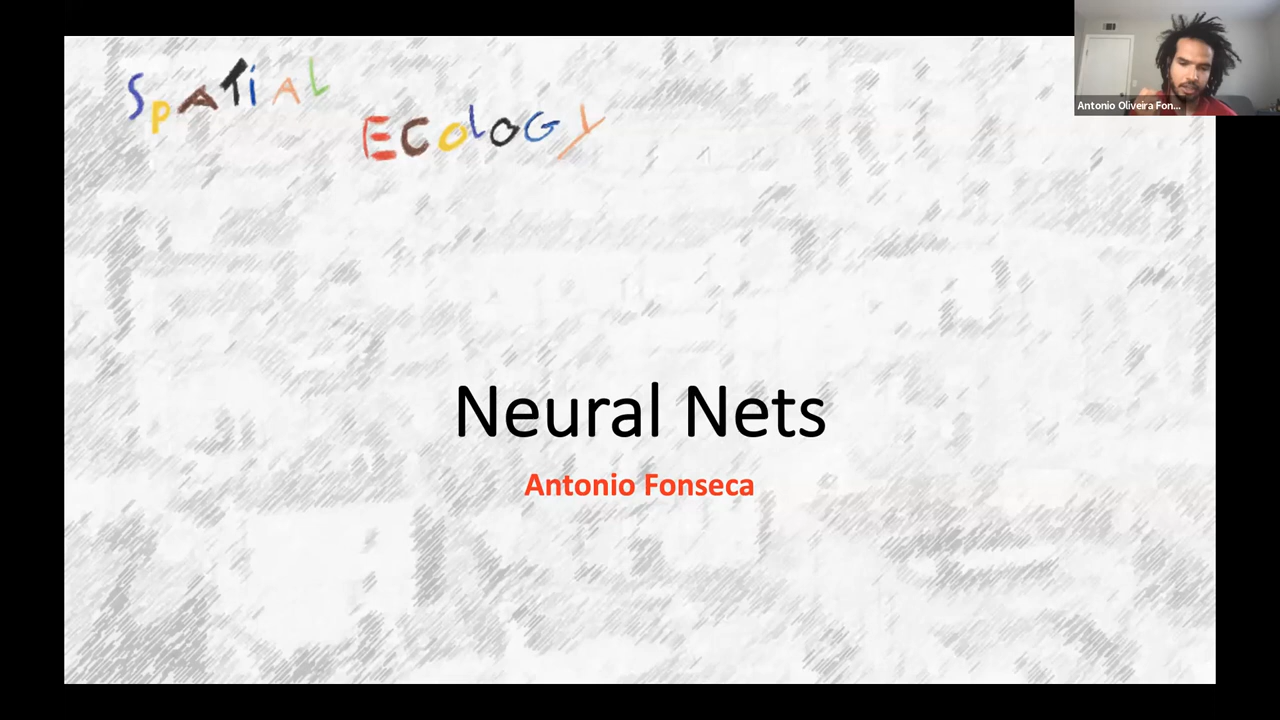 SPATiAL
ECOlOGY
Antonio Oliveira Fon...
Neural Nets
Antonio Fonseca